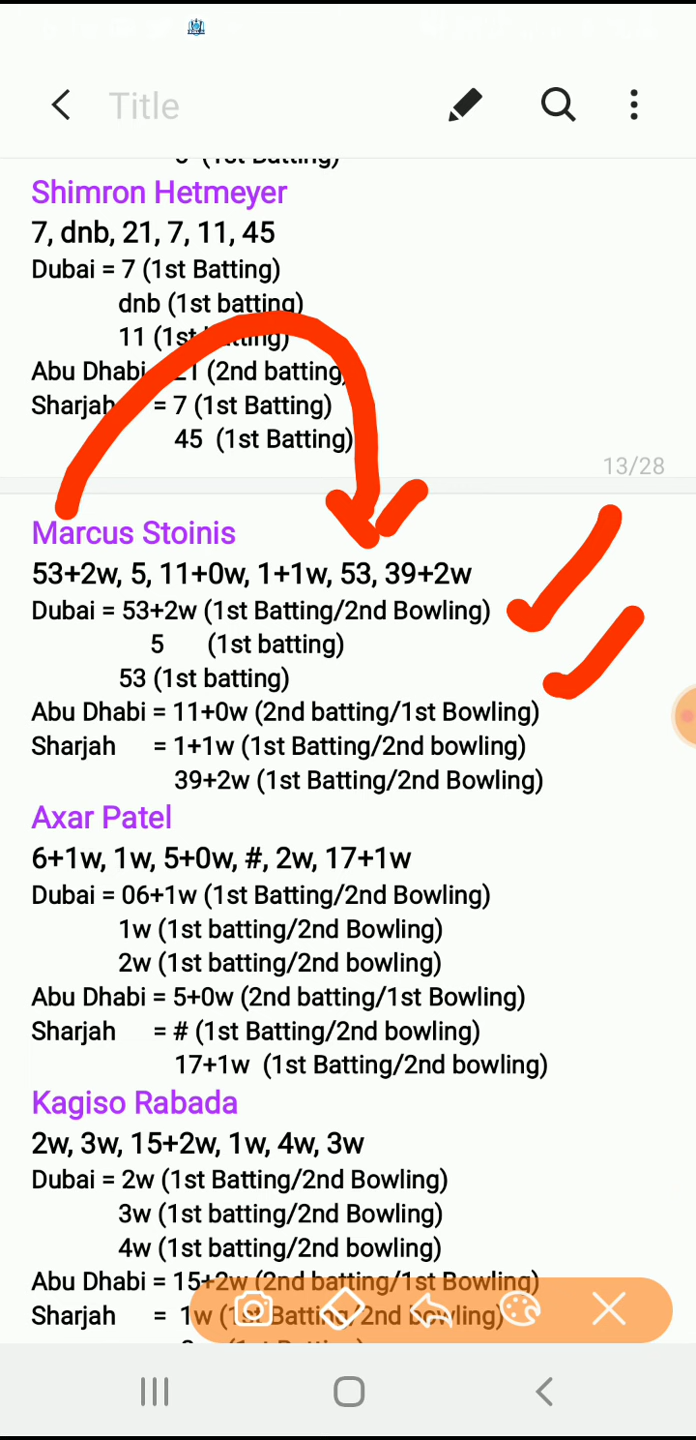 Title
Shimron Hetmeyer
7, dnb, 21, 7, 11, 45
Dubai = 7 (1st Batting)
dnb (1st batting)
11 (1st batting)
Abu Dhabi = 21 (2nd batting)
Sharjah = 7 (1st Batting)
45 (1st Batting)
13/28
Marcus Stoinis
53+2w, 5, 11+0w, 1+1w, 53, 39+2w
Dubai = 53+2w (1st Batting/2nd Bowling)
5 (1st batting)
53 (1st batting)
Abu Dhabi = 11+0w (2nd batting/1st Bowling)
Sharjah = 1+1w (1st Batting/2nd bowling)
39+2w (1st Batting/2nd Bowling)
Axar Patel
6+1w, 1w, 5+0w, #, 2w, 17+1w
Dubai = 06+1w (1st Batting/2nd Bowling)
1w (1st batting/2nd Bowling)
2w (1st batting/2nd bowling)
Abu Dhabi = 5+0w (2nd batting/1st Bowling)
Sharjah = # (1st Batting/2nd bowling)
17+1w (1st Batting/2nd bowling)
Kagiso Rabada
2w, 3w, 15+2w, 1w, 4w, 3w
Dubai = 2w (1st Batting/2nd Bowling)
3w (1st batting/2nd Bowling)
4w (1st batting/2nd bowling)
Abu Dhabi = 15+2w (2nd batting/1st Bowling)
Sharjah = 1w (1st Batting/2nd bowling)